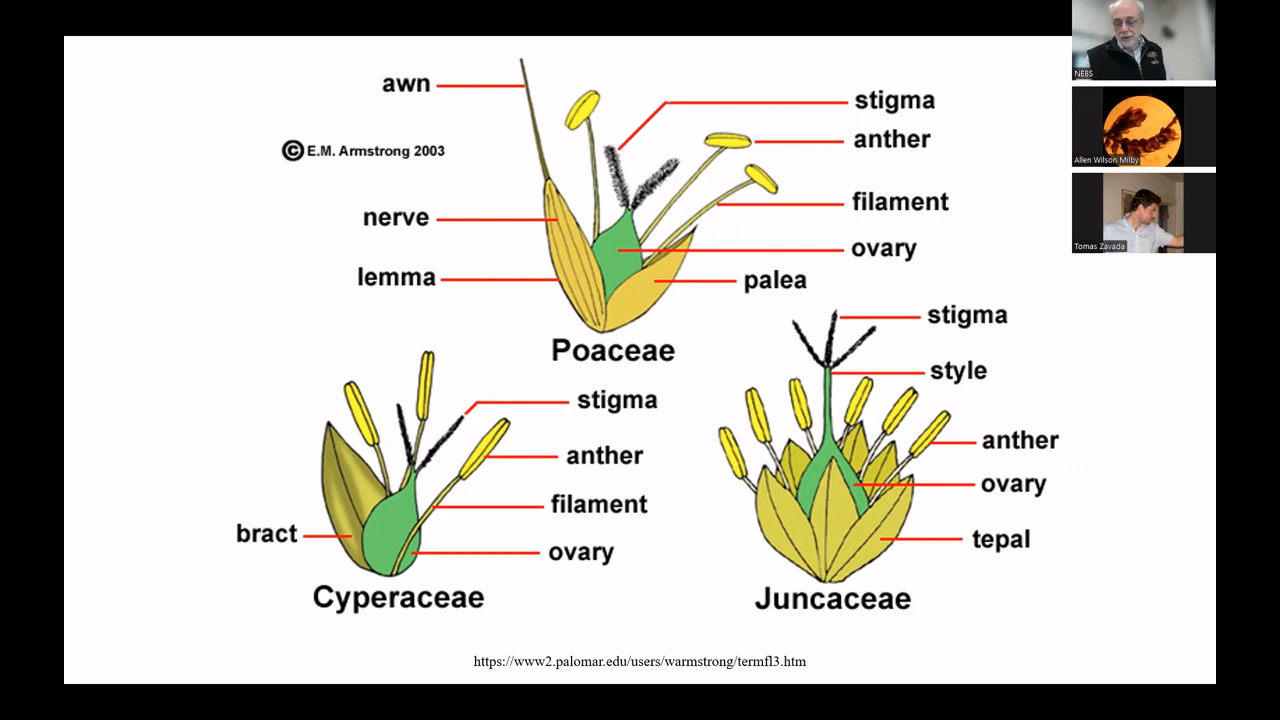 awn
stigma
anther
© E.M. Armstrong 2003
filament
nerve
ovary
lemma
palea
Poaceae
stigma
style
stigma
anther
anther
ovary
filament
bract
ovary
tepal
Cyperaceae
Juncaceae
https://www2.palomar.edu/users/warmstrong/termfl3.htm
NEBS
Allen Wilson Milby
Tomas Zavada